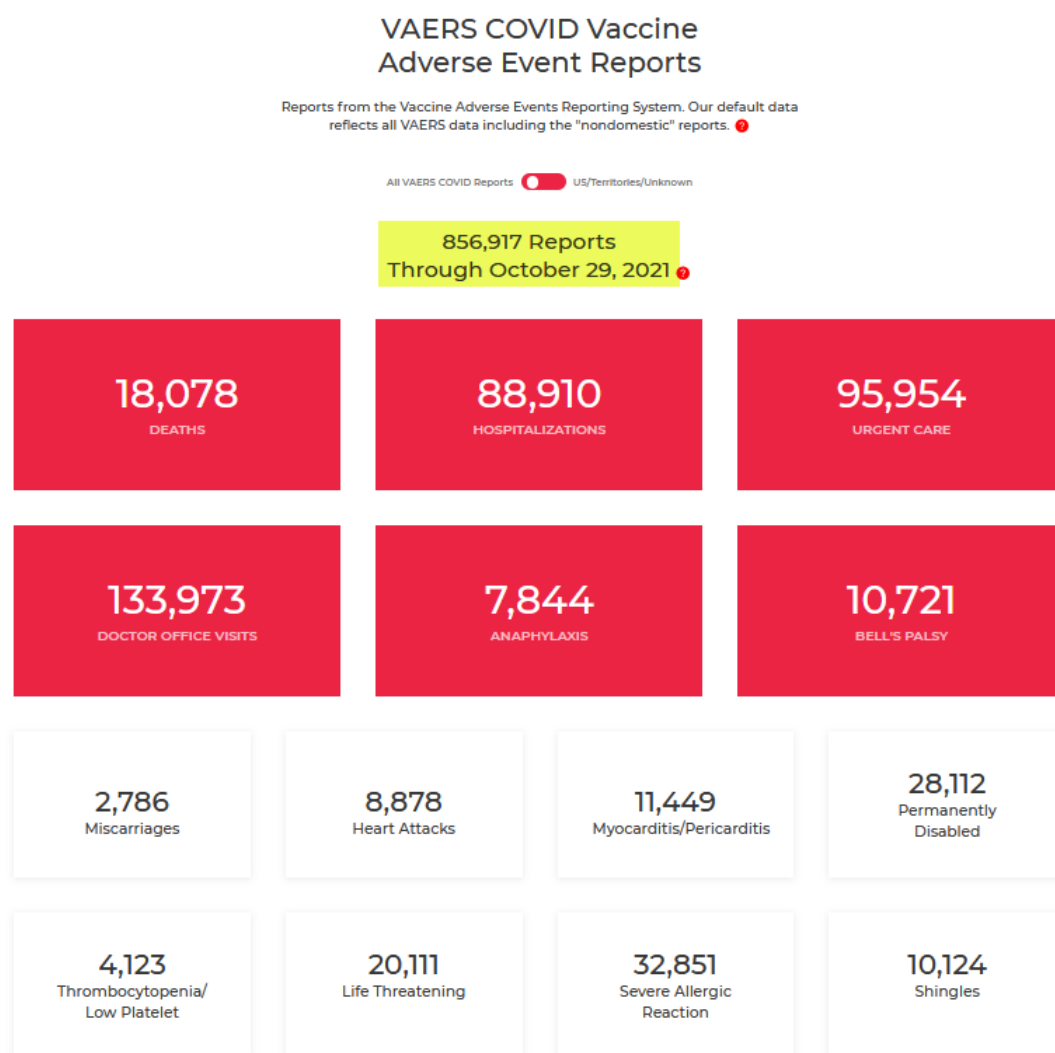 VAERS COVID Vaccine
Adverse Event Reports
Reports from the Vaccine Adverse Events Reporting System. Our default data
reflects all VAERS data including the "nondomestic" reports. ?
All VAERS COVID Reports US/Territories/Unknown
856,917 Reports
Through October 29, 2021 ?
18,078
DEATHS
88,910
HOSPITALIZATIONS
95,954
URGENT CARE
133,973
DOCTOR OFFICE VISITS
7,844
ANAPHYLAXIS
10,721
BELL'S PALSY
2,786
Miscarriages
8,878
Heart Attacks
11,449
Myocarditis/Pericarditis
28,112
Permanently
Disabled
4,123
Thrombocytopenia/
Low Platelet
20,111
Life Threatening
32,851
Severe Allergic
Reaction
10,124
Shingles